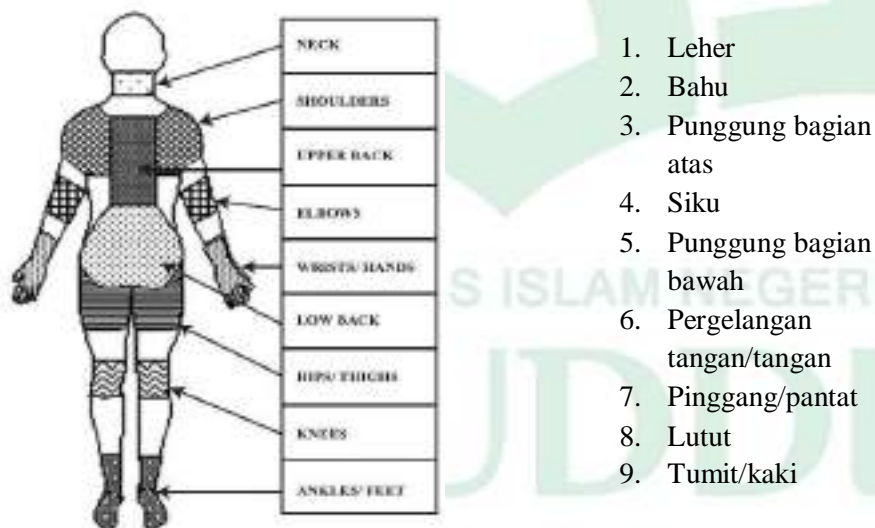 NECK
SHOULDERS
UPPER BACK
ELBOWS
WRISTS/ HANDS
LOW BACK
HIPS/ THIGHS
KNEES
ANKLES/ FEET
1. Leher
2. Bahu
3. Punggung bagian
atas
4. Siku
5. Punggung bagian
bawah
6. Pergelangan
tangan/tangan
7. Pinggang/pantat
8. Lutut
9. Tumit/kaki
S ISLAM NEGER
UDDU